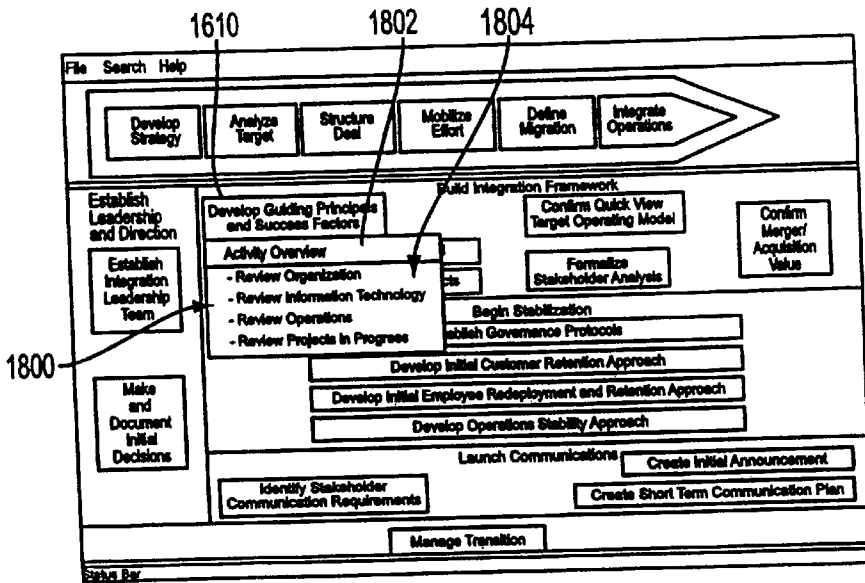 1610
1802
1804
File Search Help
Develop
Strategy
Analyze
Target
Structure
Deal
Mobilize
Effort
Define
Migration
Integrate
Operations
Establish
Leadership
and Direction
Establish
Integration
Leadership
Team
Make
and
Document
Initial
Decisions
Build Integration Framework
Develop Guiding Principels
and Success Factors
Confirm Quick View
Target Operating Model
Confirm
Merger/
Acquisition
Value
Activity Overview
- Review Organization
- Review Information Technology
- Review Operations
- Review Projects in Progress
cts
Formalize
Stakeholder Analysis
1800
Begin Stabilization
ablish Governance Protocols
Develop Initial Customer Retention Approach
Develop Initial Employee Redeployment and Retention Approach
Develop Operations Stability Approach
Launch Communications
Identify Stakeholder
Communication Requirements
Create Initial Announcement
Create Short Term Communication Plan
Manage Transition
Status Bar